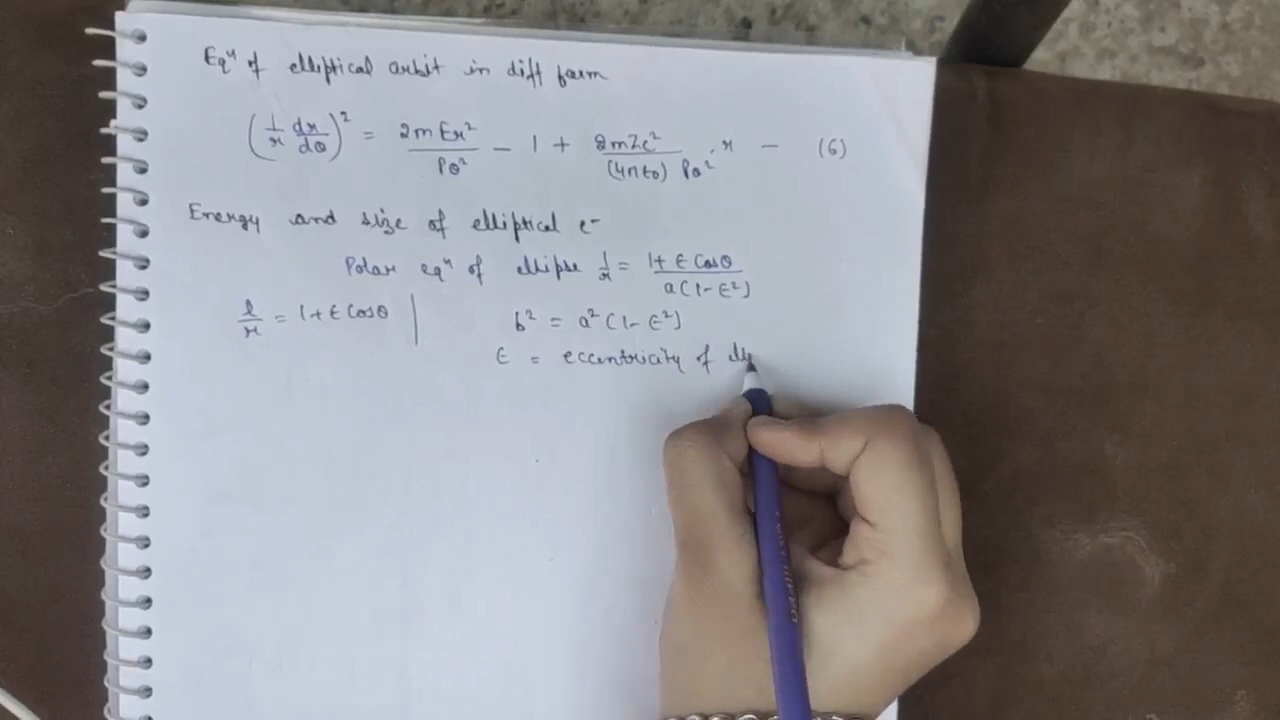 Eqⁿ of elliptical orbit in diff form
(1/r dr/dθ)² = 2mEr²/Pθ² - 1 + 2mZe²/(4πε₀) Pθ² . r - (6)
Energy and size of elliptical e⁻
Polar eqⁿ of ellipse 1/r = 1+ ε Cosθ / a(1-ε²)
l/r = 1+ ε Cosθ | b² = a² (1- ε²)
ε = eccentricity of